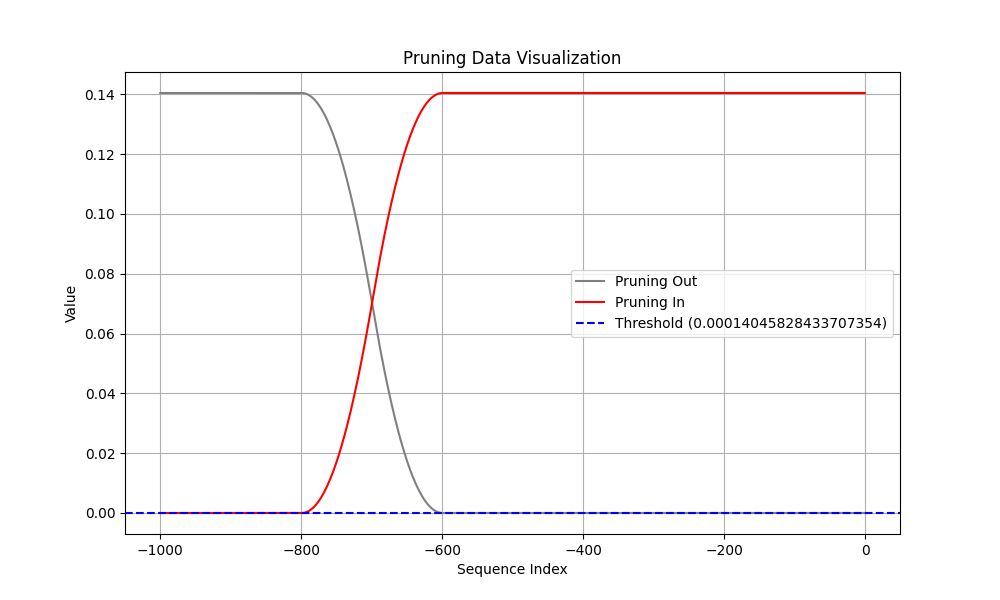 Pruning Data Visualization
Value
0.14
0.12
0.10
0.08
0.06
0.04
0.02
0.00
Pruning Out
Pruning In
Threshold (0.00014045828433707354)
−1000 −800 −600 −400 −200 0
Sequence Index